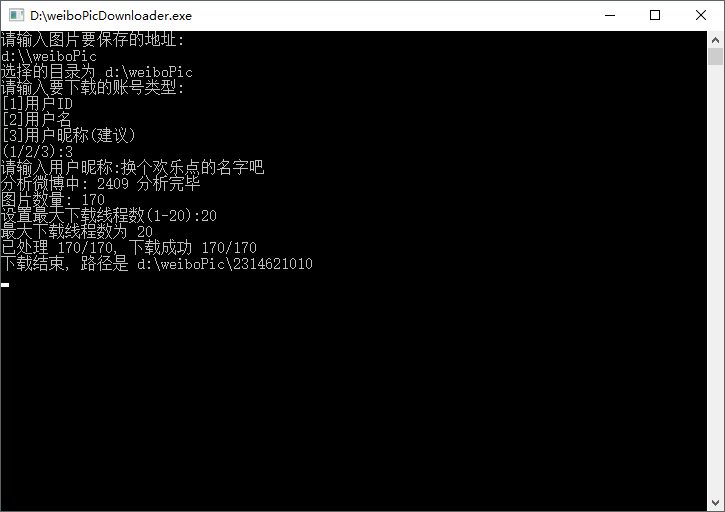 D:\weiboPicDownloader.exe
请输入图片要保存的地址:
d:\\weiboPic
选择的目录为 d:\weiboPic
请输入要下载的账号类型:
[1]用户ID
[2]用户名
[3]用户昵称(建议)
(1/2/3):3
请输入用户昵称:换个欢乐点的名字吧
分析微博中: 2409 分析完毕
图片数量: 170
设置最大下载线程数(1-20):20
最大下载线程数为 20
已处理 170/170, 下载成功 170/170
下载结束, 路径是 d:\weiboPic\2314621010